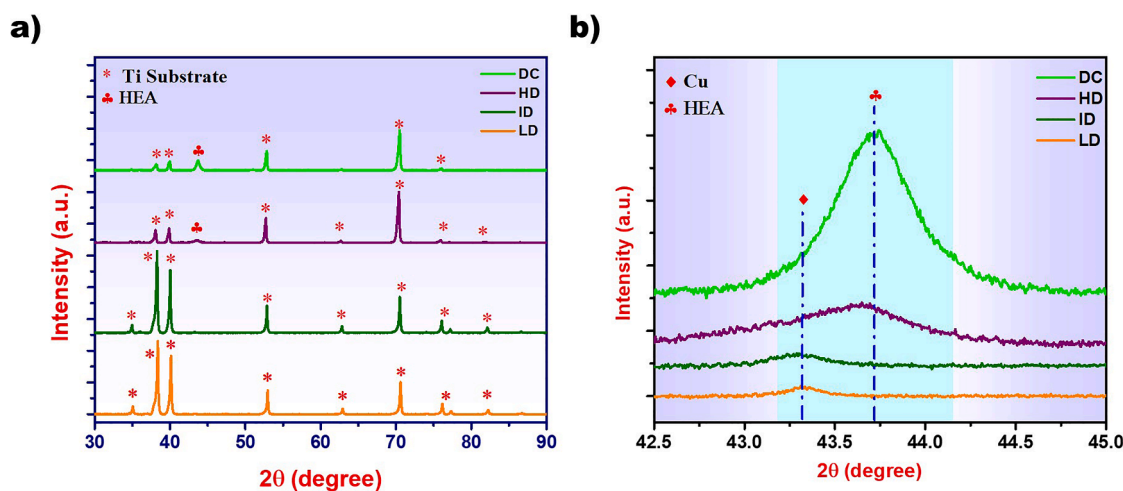 a)
* Ti Substrate
♣ HEA
DC
HD
ID
LD
Intensity (a.u.)
30 40 50 60 70 80 90
2θ (degree)
b)
♦ Cu
♣ HEA
DC
HD
ID
LD
Intensity (a.u.)
42.5 43.0 43.5 44.0 44.5 45.0
2θ (degree)